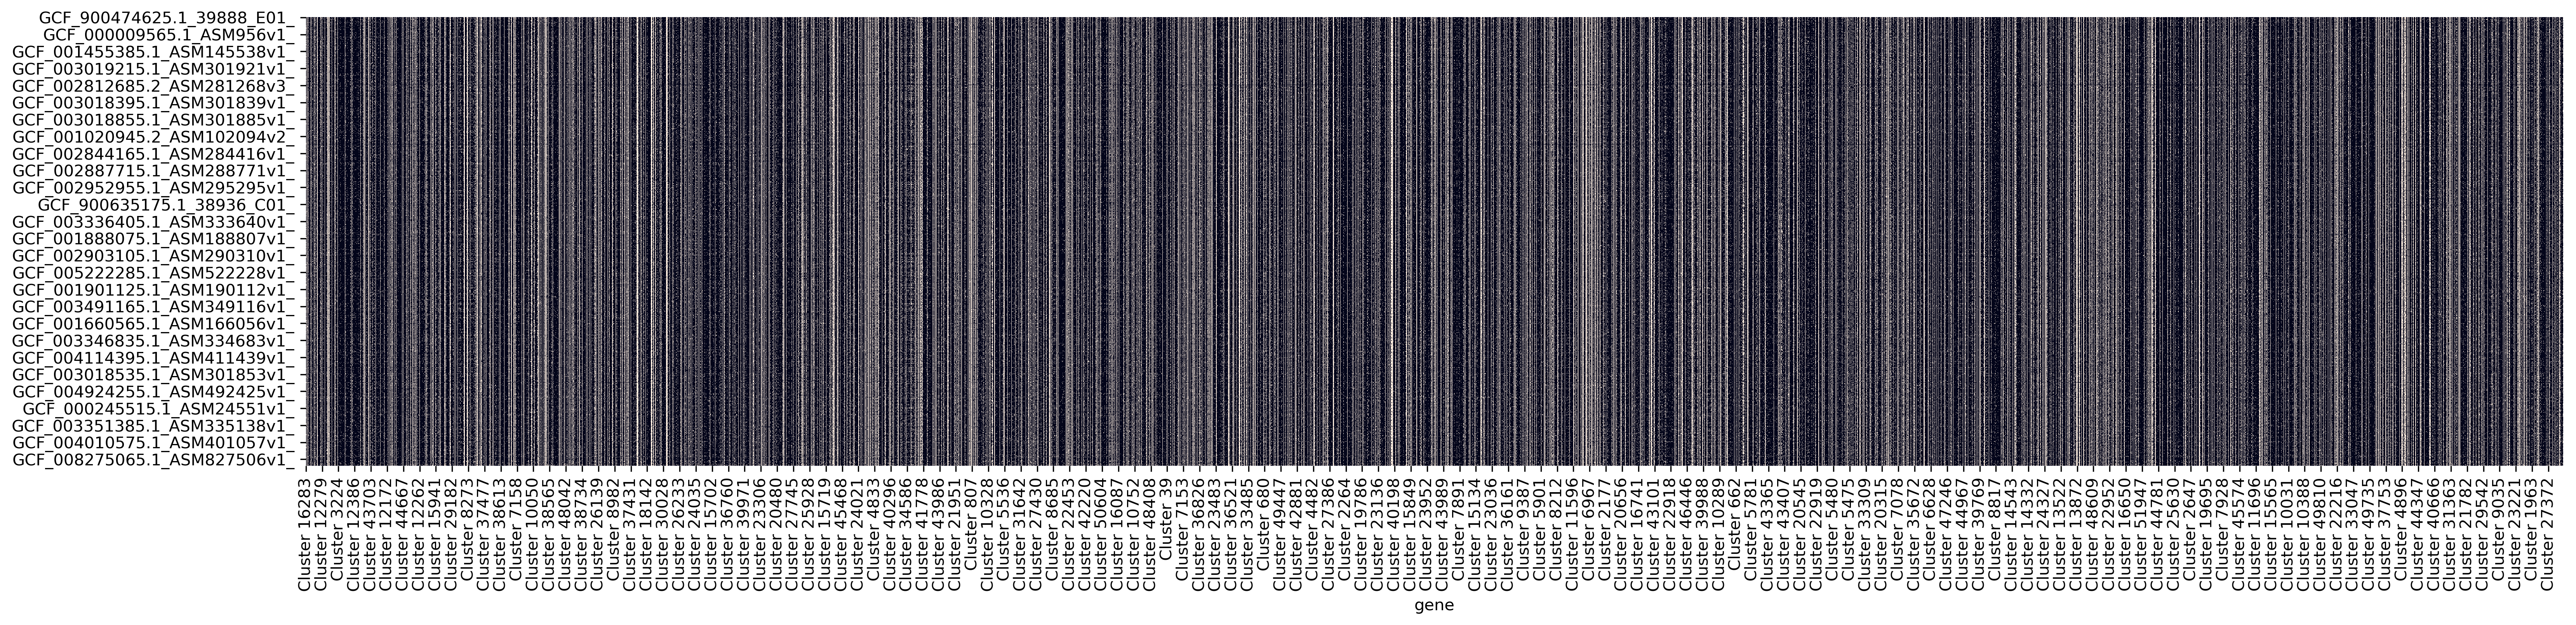 GCF_900474625.1_39888_E01_
GCF_000009565.1_ASM956v1_
GCF_001455385.1_ASM145538v1_
GCF_003019215.1_ASM301921v1_
GCF_002812685.2_ASM281268v3_
GCF_003018395.1_ASM301839v1_
GCF_003018855.1_ASM301885v1_
GCF_001020945.2_ASM102094v2_
GCF_002844165.1_ASM284416v1_
GCF_002887715.1_ASM288771v1_
GCF_002952955.1_ASM295295v1_
GCF_900635175.1_38936_C01_
GCF_003336405.1_ASM333640v1_
GCF_001888075.1_ASM188807v1_
GCF_002903105.1_ASM290310v1_
GCF_005222285.1_ASM522228v1_
GCF_001901125.1_ASM190112v1_
GCF_003491165.1_ASM349116v1_
GCF_001660565.1_ASM166056v1_
GCF_003346835.1_ASM334683v1_
GCF_004114395.1_ASM411439v1_
GCF_003018535.1_ASM301853v1_
GCF_004924255.1_ASM492425v1_
GCF_000245515.1_ASM24551v1_
GCF_003351385.1_ASM335138v1_
GCF_004010575.1_ASM401057v1_
GCF_008275065.1_ASM827506v1_
Cluster 16283
Cluster 12279
Cluster 3224
Cluster 12386
Cluster 43703
Cluster 12172
Cluster 44667
Cluster 12262
Cluster 15941
Cluster 29182
Cluster 8273
Cluster 37477
Cluster 38613
Cluster 7158
Cluster 10050
Cluster 38565
Cluster 48042
Cluster 38734
Cluster 26139
Cluster 8982
Cluster 37431
Cluster 18142
Cluster 30028
Cluster 26233
Cluster 24035
Cluster 15702
Cluster 36760
Cluster 39971
Cluster 23306
Cluster 20480
Cluster 27745
Cluster 25928
Cluster 15719
Cluster 45468
Cluster 24021
Cluster 4833
Cluster 40296
Cluster 34586
Cluster 41778
Cluster 43986
Cluster 21951
Cluster 8807
Cluster 10328
Cluster 5536
Cluster 31642
Cluster 27430
Cluster 8685
Cluster 22453
Cluster 42220
Cluster 50604
Cluster 16087
Cluster 10752
Cluster 48408
Cluster 39
Cluster 7153
Cluster 36826
Cluster 23483
Cluster 36521
Cluster 33485
Cluster 680
Cluster 49447
Cluster 42881
Cluster 4482
Cluster 27386
Cluster 2264
Cluster 19786
Cluster 23136
Cluster 40198
Cluster 15849
Cluster 23952
Cluster 43989
Cluster 7891
Cluster 15134
Cluster 23036
Cluster 36161
Cluster 9387
Cluster 5901
Cluster 8212
Cluster 11596
Cluster 6967
Cluster 2177
Cluster 20656
Cluster 16741
Cluster 43101
Cluster 22918
Cluster 46446
Cluster 39988
Cluster 10289
Cluster 662
Cluster 5781
Cluster 43365
Cluster 43407
Cluster 20545
Cluster 22919
Cluster 5480
Cluster 5475
Cluster 33309
Cluster 20315
Cluster 7078
Cluster 35672
Cluster 6628
Cluster 47246
Cluster 44967
Cluster 39769
Cluster 8817
Cluster 14543
Cluster 14332
Cluster 24327
Cluster 13522
Cluster 13872
Cluster 48609
Cluster 22952
Cluster 16650
Cluster 51947
Cluster 44781
Cluster 25630
Cluster 2647
Cluster 19695
Cluster 7928
Cluster 45574
Cluster 11696
Cluster 15565
Cluster 10031
Cluster 10388
Cluster 49810
Cluster 22216
Cluster 33047
Cluster 49735
Cluster 37753
Cluster 4896
Cluster 44347
Cluster 40666
Cluster 31363
Cluster 21782
Cluster 29542
Cluster 9035
Cluster 23221
Cluster 1963
Cluster 27372
gene